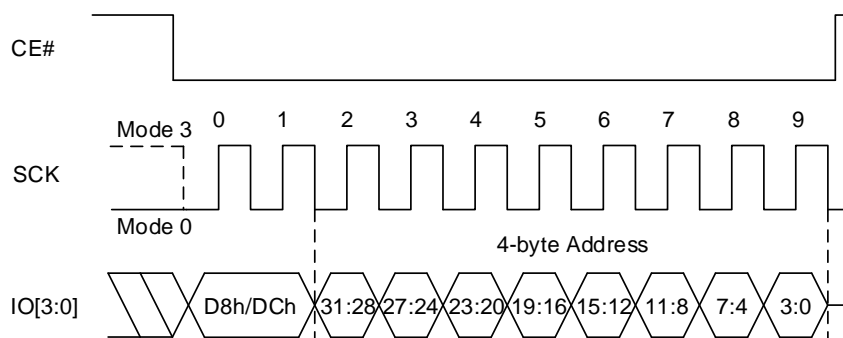 CE#
Mode 3
0 1 2 3 4 5 6 7 8 9
SCK
Mode 0
4-byte Address
IO[3:0]
D8h/DCh 31:28 27:24 23:20 19:16 15:12 11:8 7:4 3:0